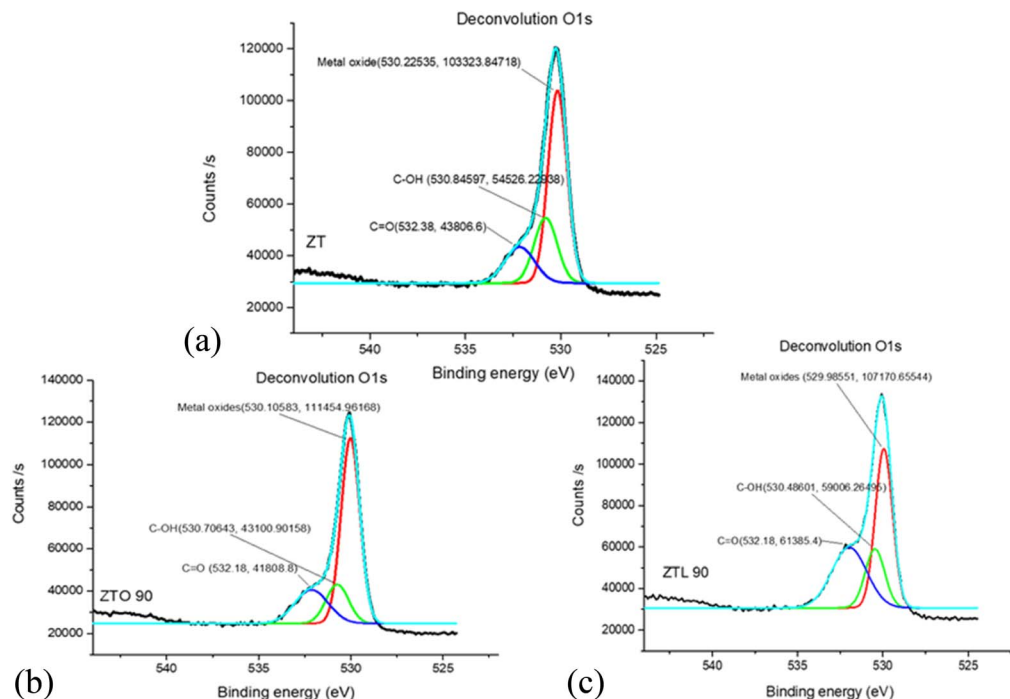 Deconvolution O1s
Metal oxide(530.22535, 103323.84718)
C-OH (530.84597, 54526.22938)
C=O(532.38, 43806.6)
ZT
Counts /s
120000
100000
80000
60000
40000
20000
540
535
530
525
Binding energy (eV)
(a)
Deconvolution O1s
Metal oxides(530.10583, 111454.96168)
C-OH(530.70643, 43100.90158)
C=O (532.18, 41808.8)
ZTO 90
Counts /s
140000
120000
100000
80000
60000
40000
20000
540
535
530
525
Binding energy (eV)
(b)
Deconvolution O1s
Metal oxides (529.98551, 107170.65544)
C-OH(530.48601, 59006.26495)
C=O(532.18, 61385.4)
ZTL 90
Counts /s
140000
120000
100000
80000
60000
40000
20000
540
535
530
525
Binding energy (eV)
(c)